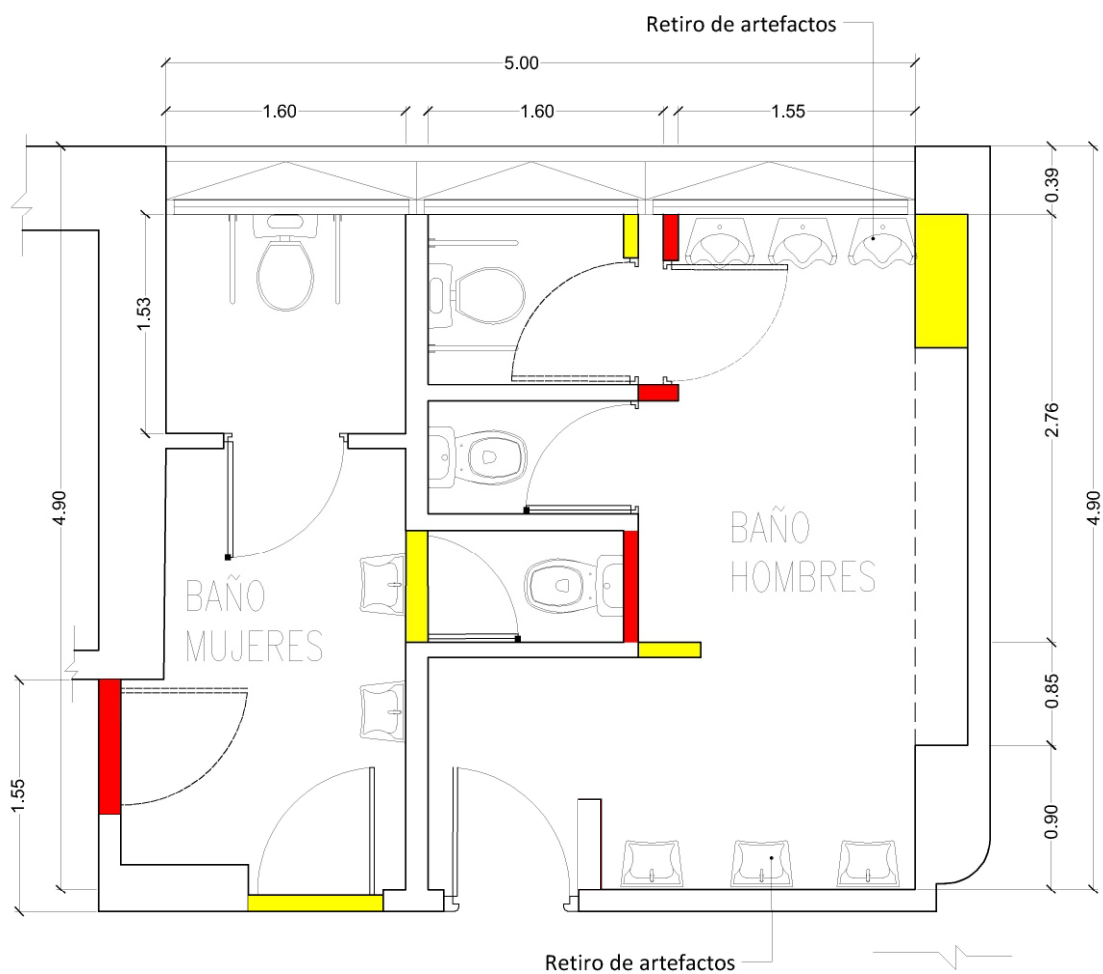 Retiro de artefactos
5.00
1.60
1.60
1.55
0.39
1.53
2.76
4.90
4.90
BAÑO
HOMBRES
BAÑO
MUJERES
0.85
1.55
0.90
Retiro de artefactos